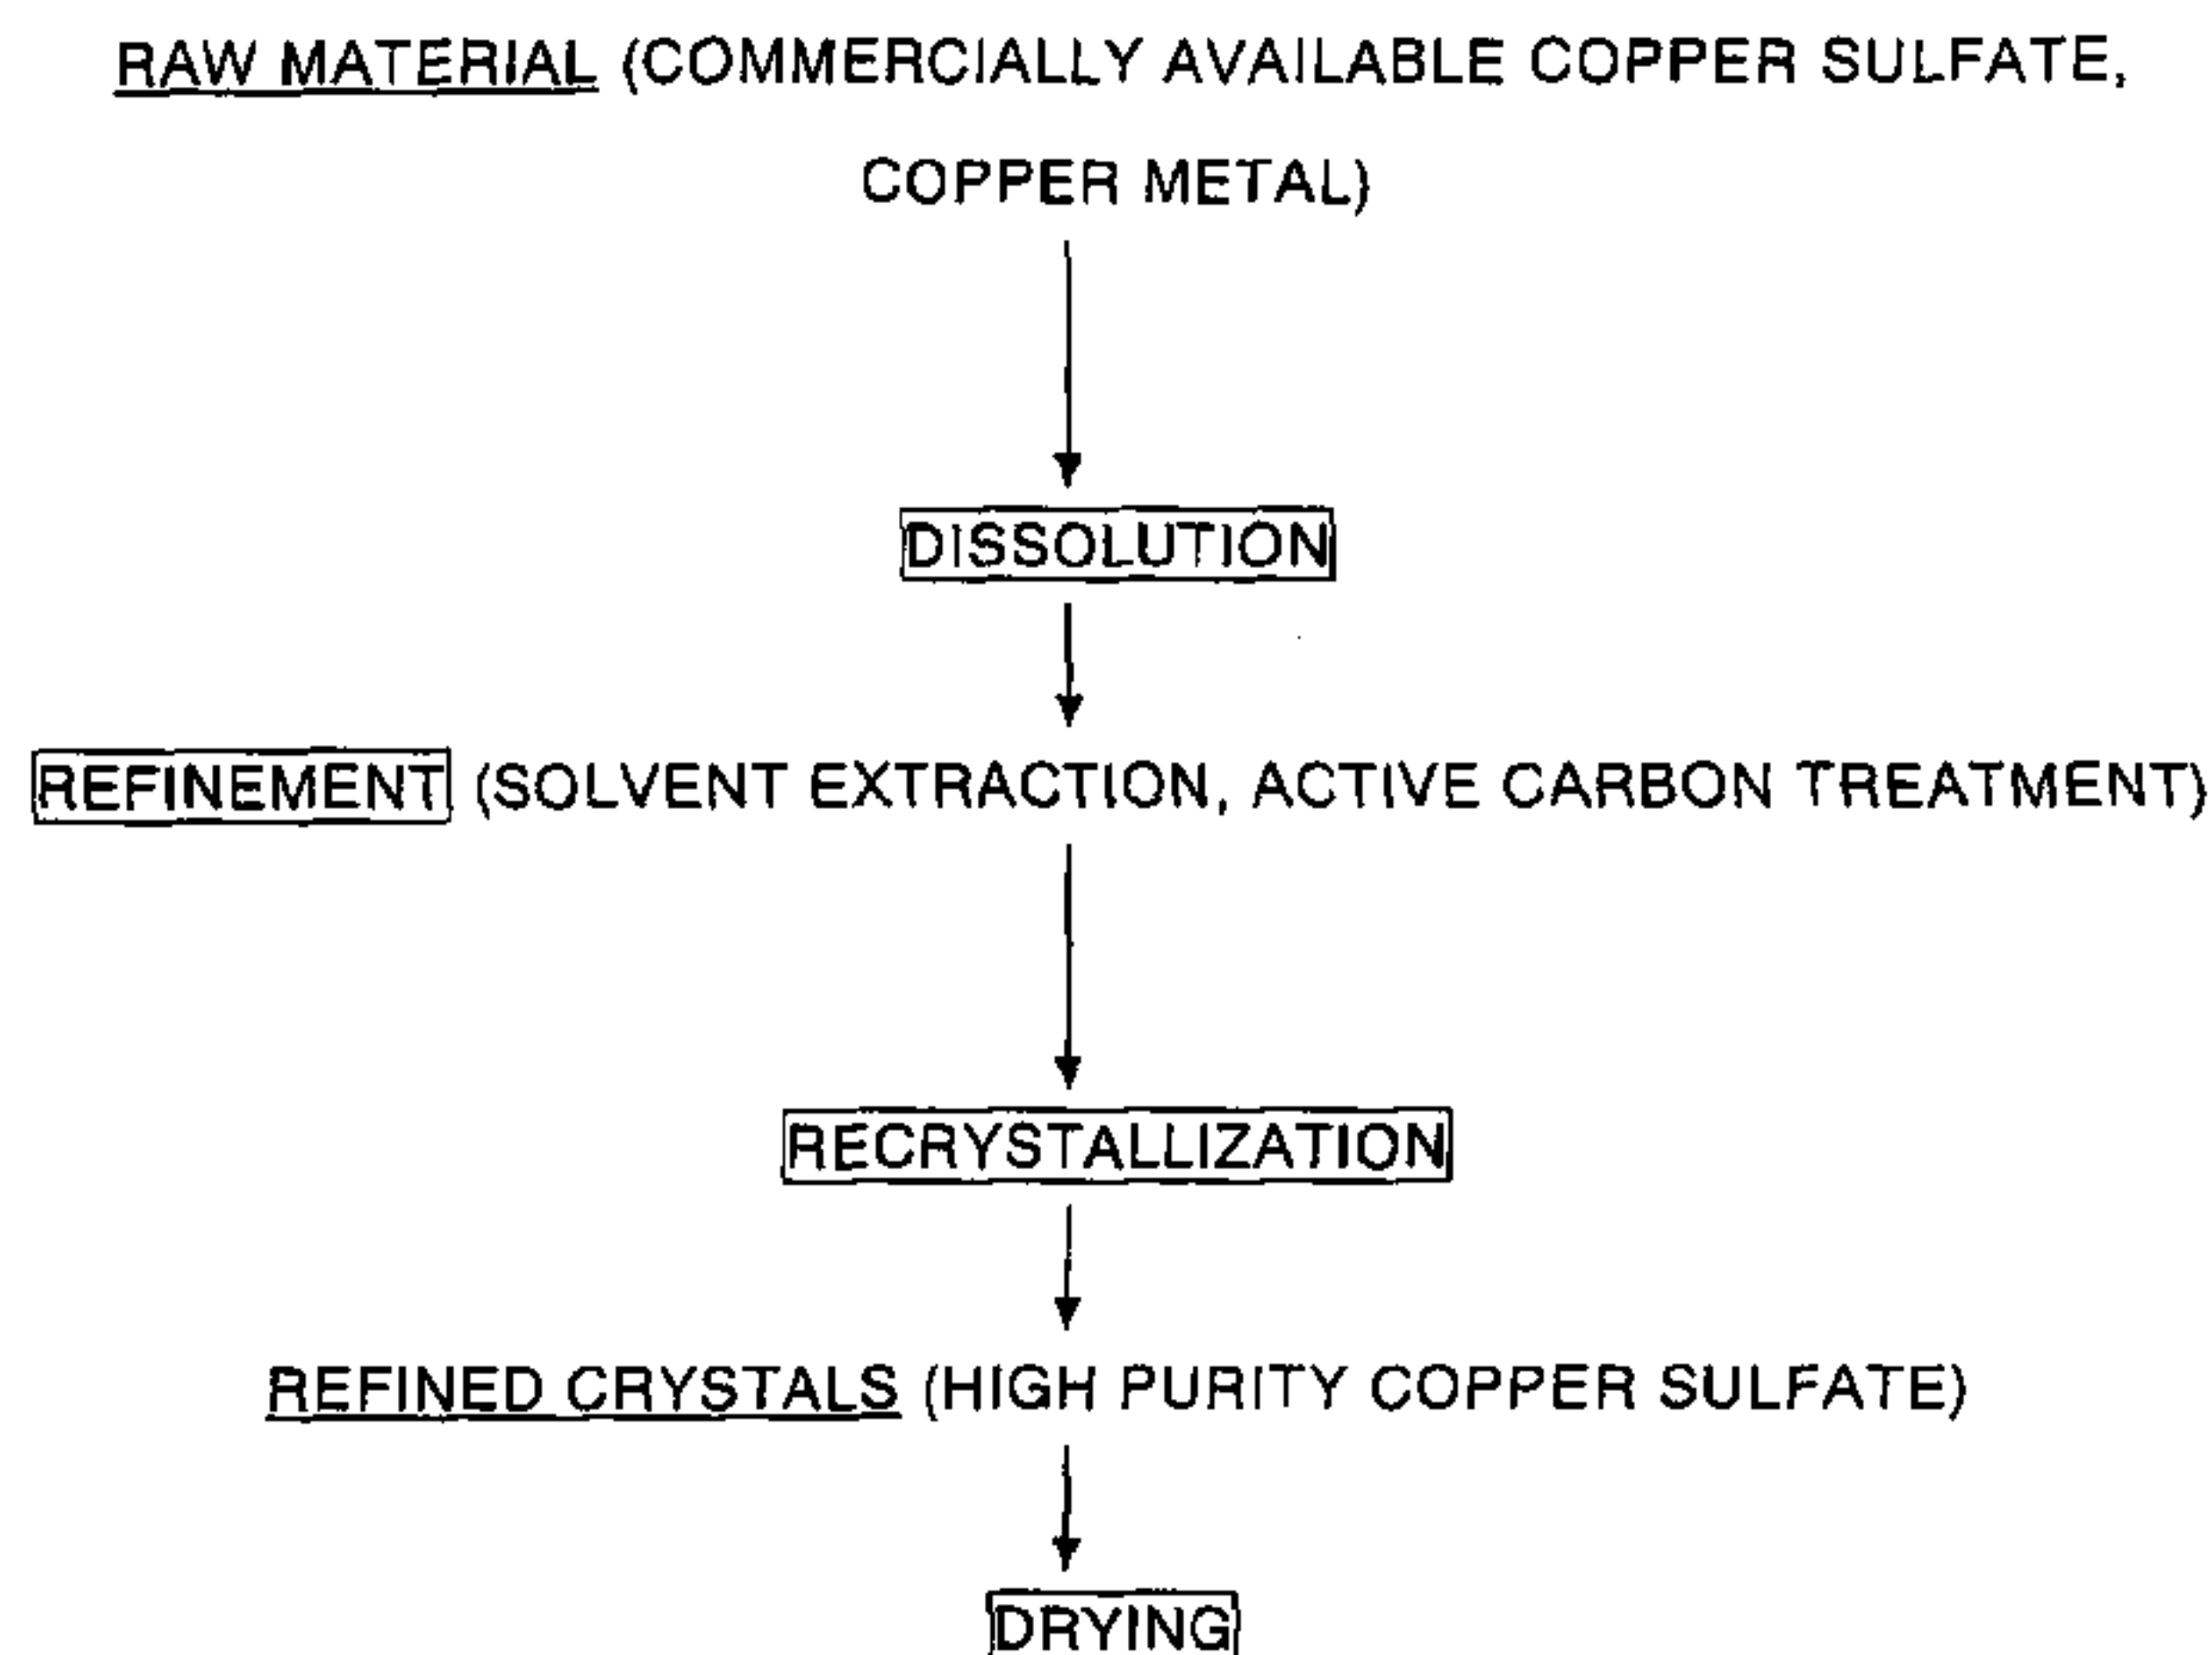 RAW MATERIAL (COMMERCIALLY AVAILABLE COPPER SULFATE,
COPPER METAL)
DISSOLUTION
REFINEMENT (SOLVENT EXTRACTION, ACTIVE CARBON TREATMENT)
RECRYSTALLIZATION
REFINED CRYSTALS (HIGH PURITY COPPER SULFATE)
DRYING